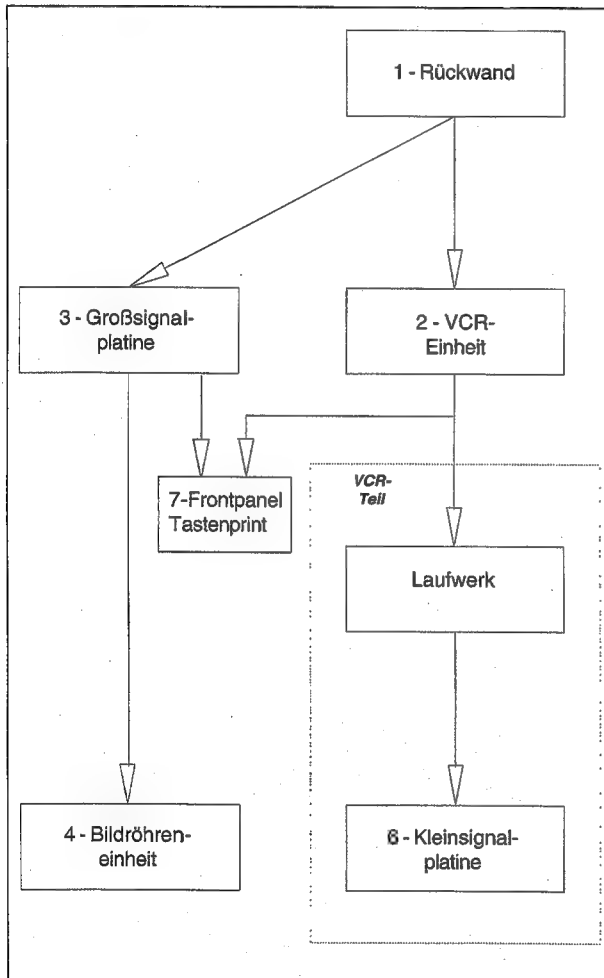 1 - Rückwand
3 - Großsignal-
platine
2 - VCR-
Einheit
7-Frontpanel
Tastenprint
VCR-
Teil
Laufwerk
4 - Bildröhren-
einheit
6 - Kleinsignal-
platine